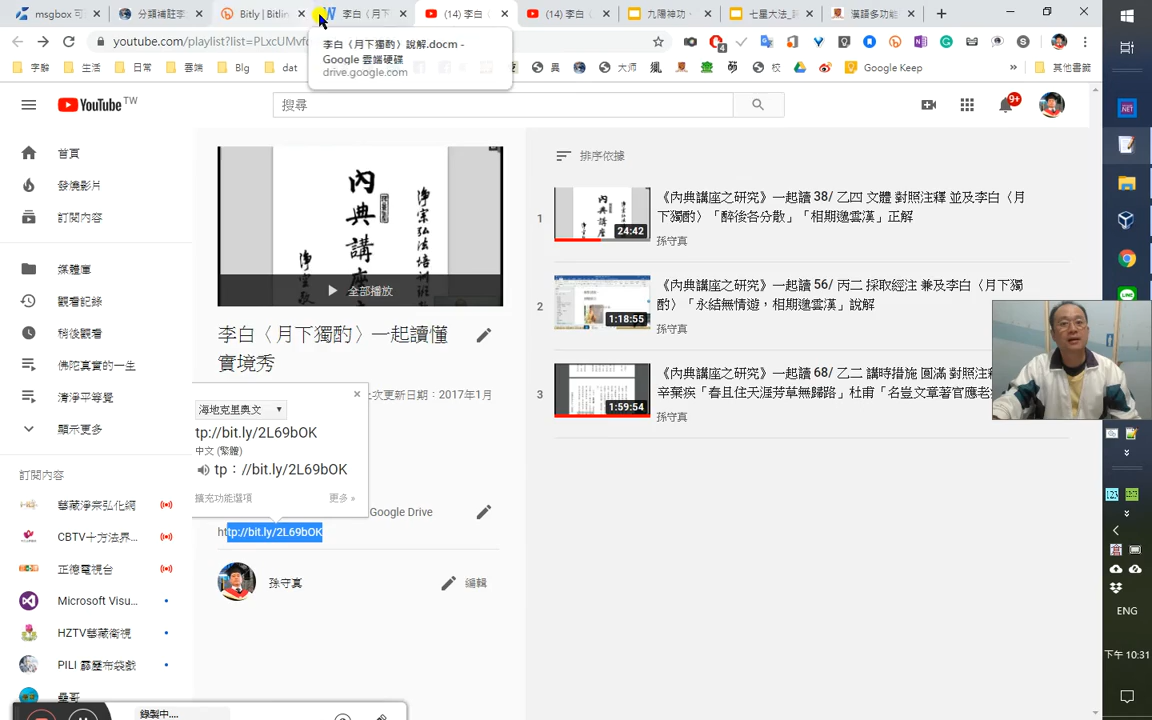 msgbox 可
分類補註李
Bitly | Bitlin
李白〈月下
(14) 李白〈
(14) 李白〈
九陽神功 -
七星大法_
漢語多功能
youtube.com/playlist?list=PLxcUMvf
李白〈月下獨酌〉說解.docm -
Google 雲端硬碟
drive.google.com
字辭
生活
日常
雲端
Blg
dat
大师
校
Google Keep
其他書籤
YouTube TW
搜尋
9+
首頁
發燒影片
訂閱內容
媒體庫
觀看記錄
稍後觀看
佛陀真實的一生
清淨平等覺
顯示更多
訂閱內容
華藏淨宗弘化網
CBTV十方法界...
正德電視台
Microsoft Visu...
HZTV華藏衛視
PILI 霹靂布袋戲
壘哥
內典講座
淨宗弘法培訓班
全部播放
李白〈月下獨酌〉一起讀懂
實境秀
次更新日期：2017年1月
海地克里奧文
tp://bit.ly/2L69bOK
中文 (繁體)
tp：//bit.ly/2L69bOK
擴充功能選項
更多 »
Google Drive
http://bit.ly/2L69bOK
孫守真
編輯
排序依據
1
24:42
《內典講座之研究》一起讀 38/ 乙四 文體 對照注釋 並及李白〈月
下獨酌〉「醉後各分散」「相期邈雲漢」正解
孫守真
2
1:18:55
《內典講座之研究》一起讀 56/ 丙二 採取經注 兼及李白〈月下獨
酌〉「永結無情遊，相期邈雲漢」說解
孫守真
3
1:59:54
《內典講座之研究》一起讀 68/ 乙二 講時措施 圓滿 對照注
辛棄疾「春且住天涯芳草無歸路」杜甫「名豈文章著官應老
孫守真
錄製中....
ENG
下午 10:31